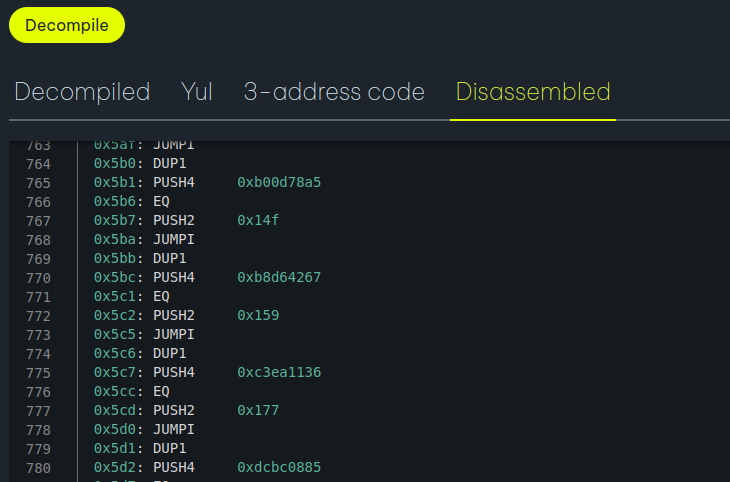 Decompile
Decompiled Yul 3-address code Disassembled
763 0x5af: JUMPI
764 0x5b0: DUP1
765 0x5b1: PUSH4 0xb00d78a5
766 0x5b6: EQ
767 0x5b7: PUSH2 0x14f
768 0x5ba: JUMPI
769 0x5bb: DUP1
770 0x5bc: PUSH4 0xb8d64267
771 0x5c1: EQ
772 0x5c2: PUSH2 0x159
773 0x5c5: JUMPI
774 0x5c6: DUP1
775 0x5c7: PUSH4 0xc3ea1136
776 0x5cc: EQ
777 0x5cd: PUSH2 0x177
778 0x5d0: JUMPI
779 0x5d1: DUP1
780 0x5d2: PUSH4 0xdcbc0885